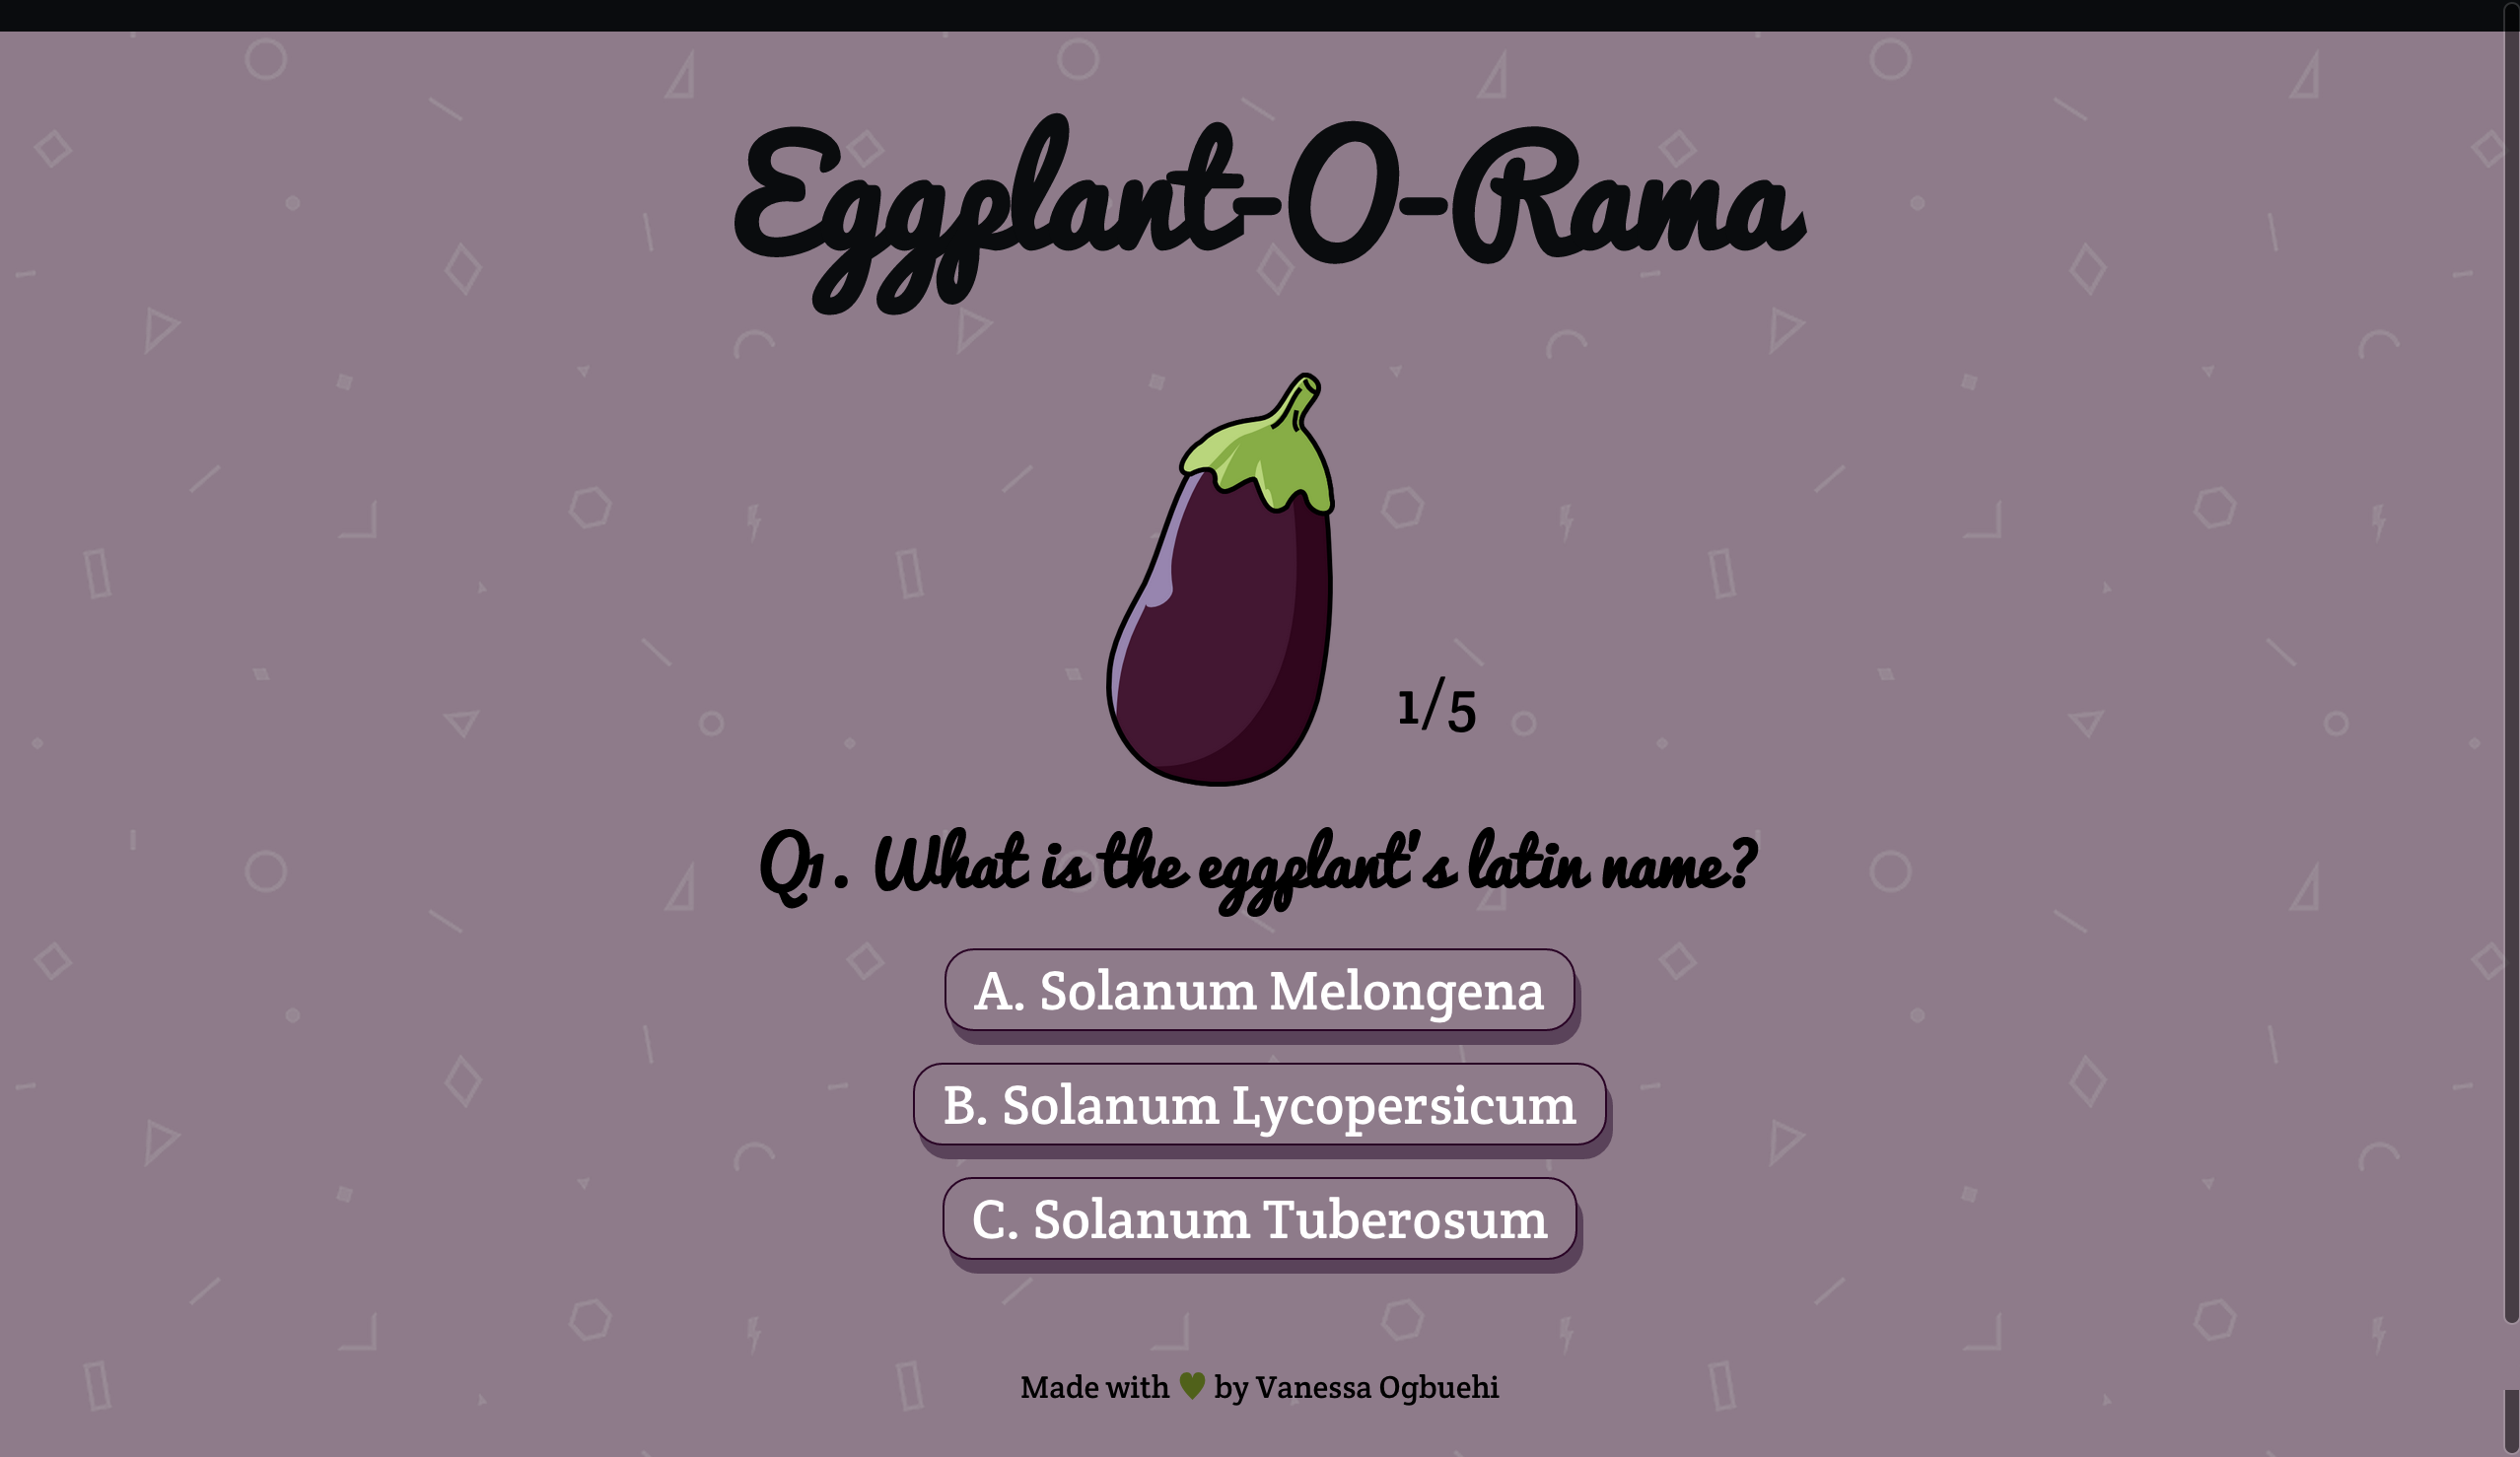 Eggplant-O-Rama
1/5
Q1. What is the eggplant's latin name?
A. Solanum Melongena
B. Solanum Lycopersicum
C. Solanum Tuberosum
Made with ♥ by Vanessa Ogbuehi